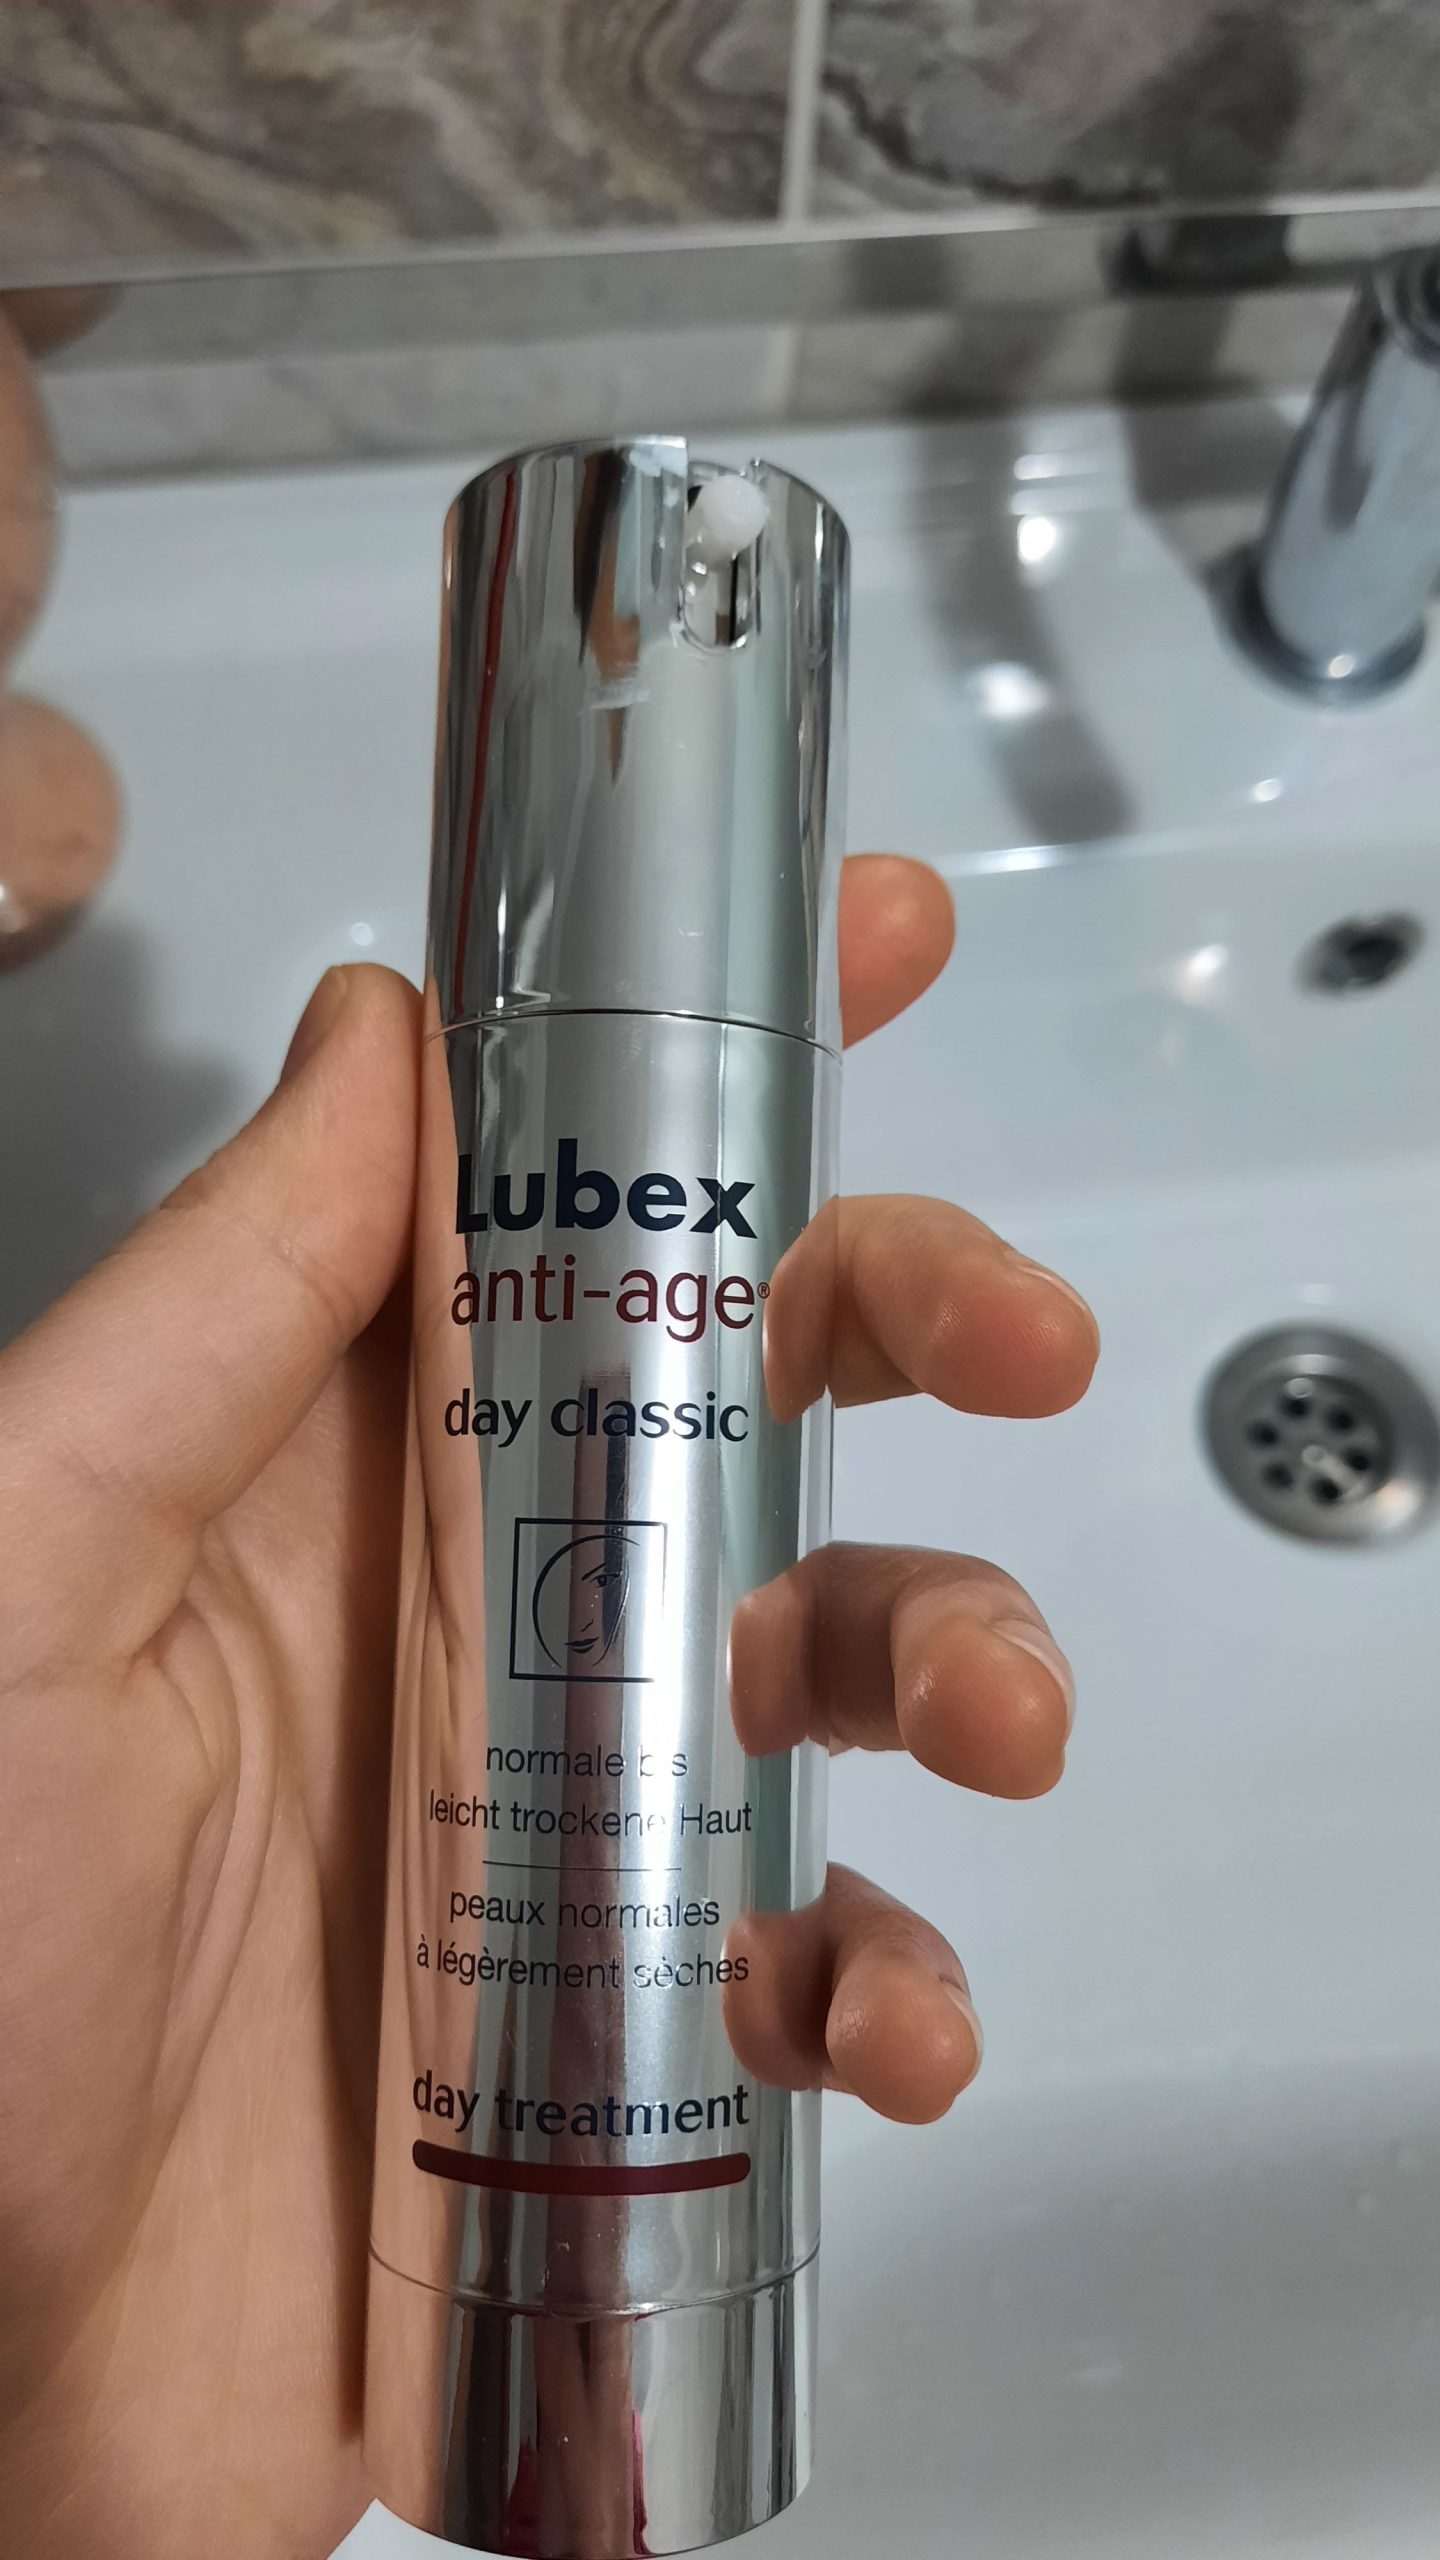 Lubex
anti-age®
day classic
normale bis
leicht trockene Haut
peaux normales
à légèrement sèches
day treatment